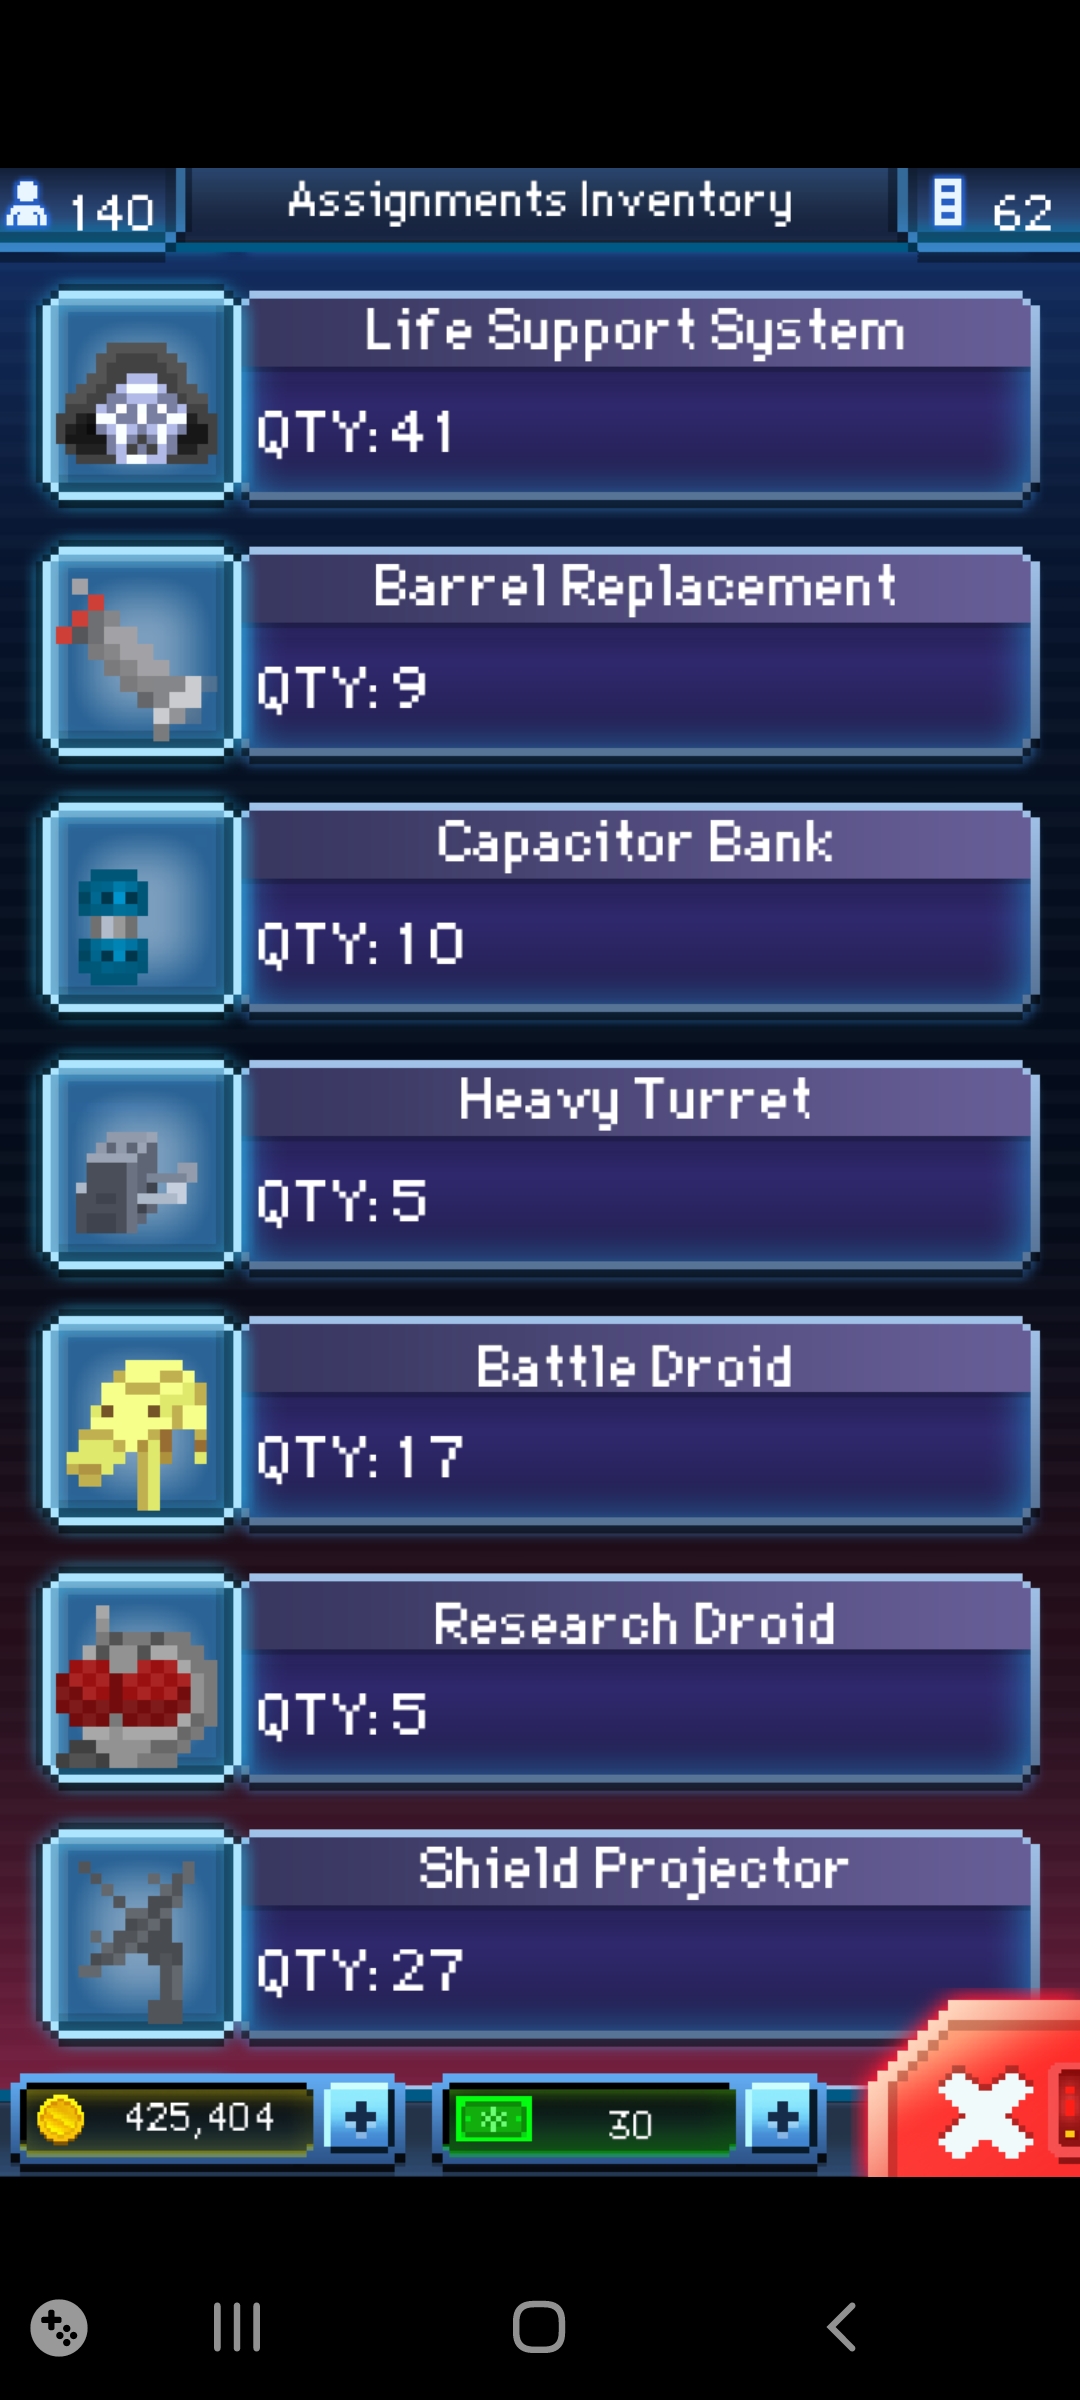 140
Assignments Inventory
62
Life Support System
QTY: 41
Barrel Replacement
QTY: 9
Capacitor Bank
QTY: 10
Heavy Turret
QTY: 5
Battle Droid
QTY: 17
Research Droid
QTY: 5
Shield Projector
QTY: 27
425,404
30